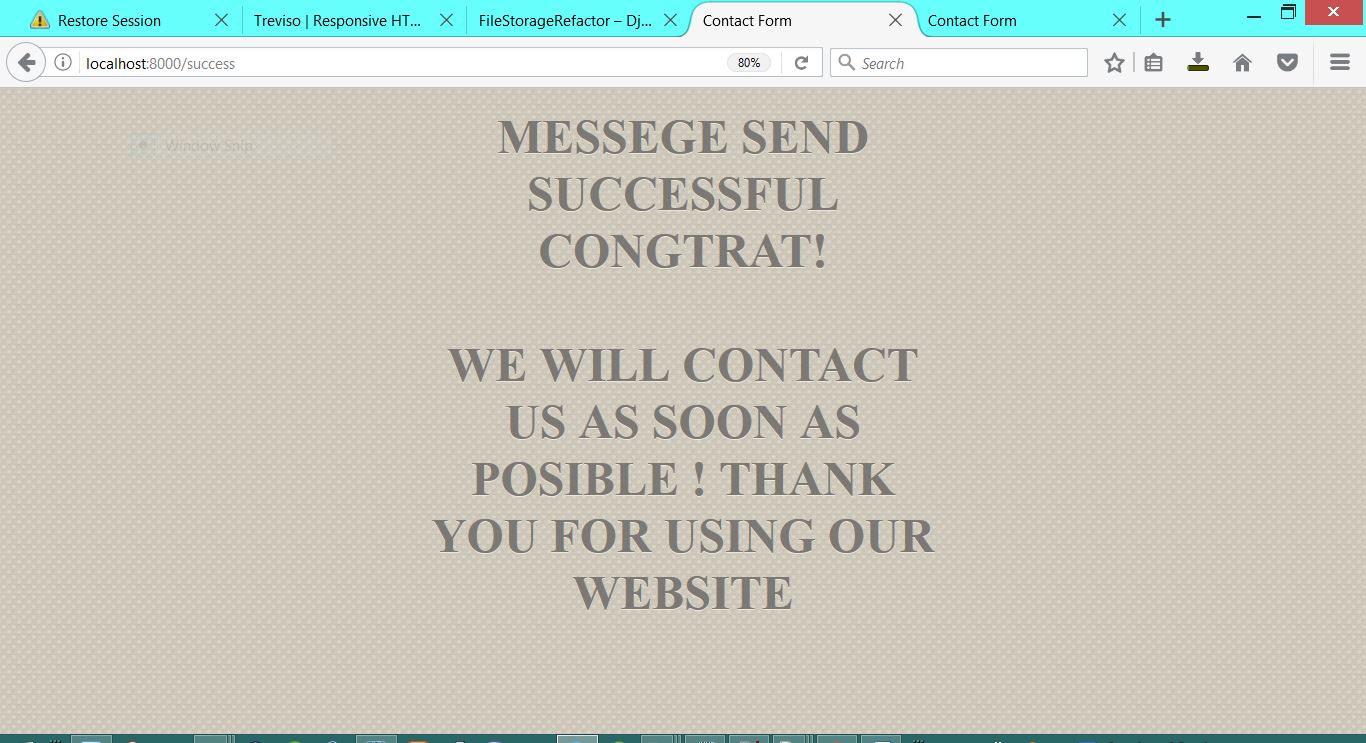 Restore Session
Treviso | Responsive HT...
FileStorageRefactor – Dj...
Contact Form
Contact Form
localhost:8000/success
80%
Search
Window Snip
MESSEGE SEND
SUCCESSFUL
CONGTRAT!
WE WILL CONTACT
US AS SOON AS
POSIBLE ! THANK
YOU FOR USING OUR
WEBSITE